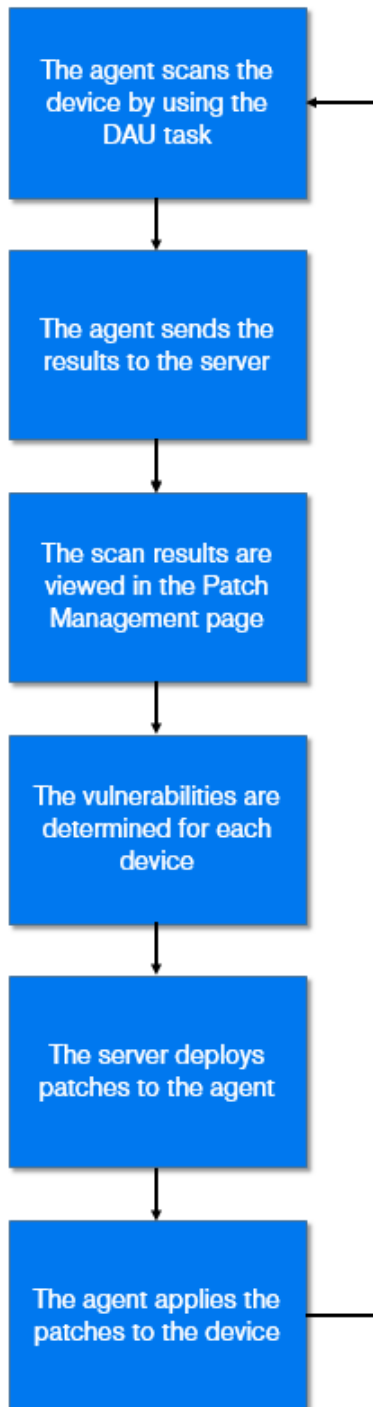 The agent scans the
device by using the
DAU task
The agent sends the
results to the server
The scan results are
viewed in the Patch
Management page
The vulnerabilities are
determined for each
device
The server deploys
patches to the agent
The agent applies the
patches to the device